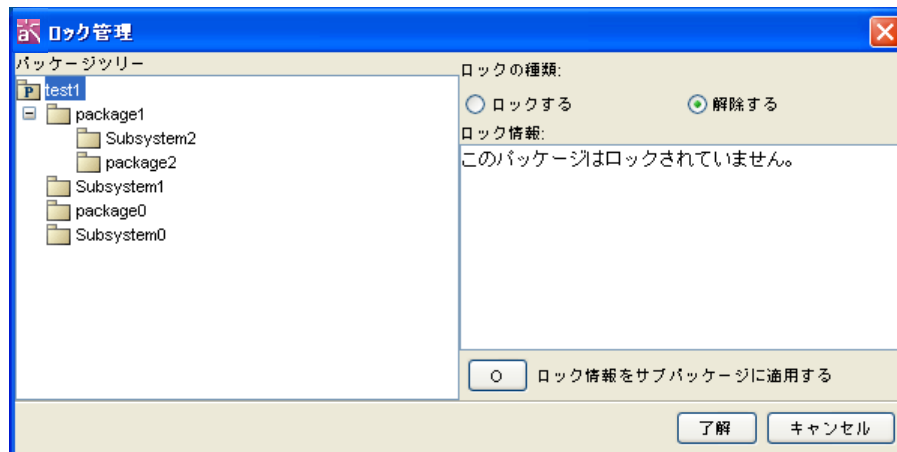 ロック管理
パッケージツリー
test1
package1
Subsystem2
package2
Subsystem1
package0
Subsystem0
ロックの種類:
ロックする 解除する
ロック情報:
このパッケージはロックされていません。
O ロック情報をサブパッケージに適用する
了解 キャンセル